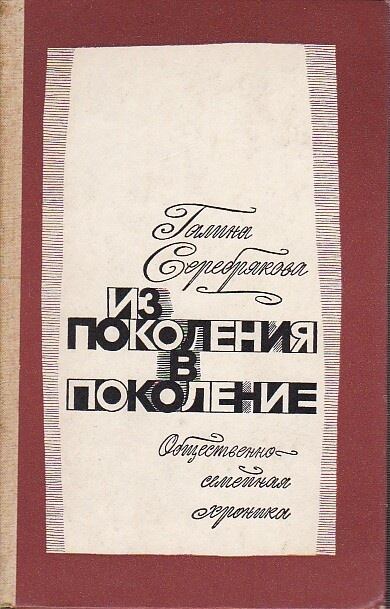 Галина
Серебрякова
ИЗ
ПОКОЛЕНИЯ
В
ПОКОЛЕНИЕ
Общественно-
семейная
хроника